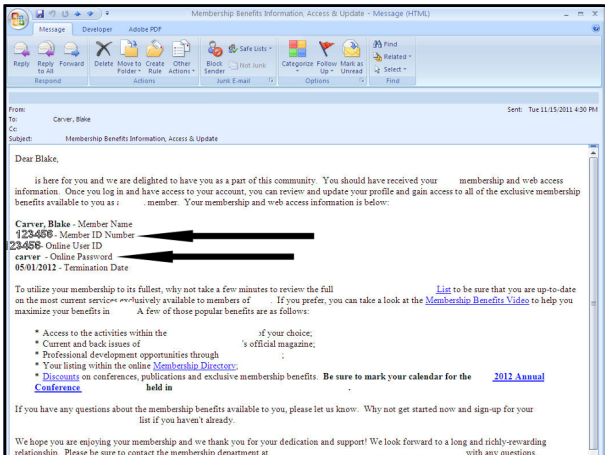 Membership Benefits Information, Access & Update - Message (HTML)
Message Developer Adobe PDF
Reply Reply to All Forward Delete Move to Folder Create Rule Other Actions Block Sender Safe Lists Not Junk Categorize Follow Up Mark as Unread Find Related Select
Respond Actions Junk E-mail Options Find
From: Sent: Tue 11/15/2011 4:30 PM
To: Carver, Blake
Cc:
Subject: Membership Benefits Information, Access & Update
Dear Blake,
is here for you and we are delighted to have you as a part of this community. You should have received your membership and web access
information. Once you log in and have access to your account, you can review and update your profile and gain access to all of the exclusive membership
benefits available to you as member. Your membership and web access information is below:
Carver, Blake - Member Name
123456 - Member ID Number
123456 - Online User ID
carver - Online Password
05/01/2012 - Termination Date
To utilize your membership to its fullest, why not take a few minutes to review the full List to be sure that you are up-to-date
on the most current services exclusively available to members of . If you prefer, you can take a look at the Membership Benefits Video to help you
maximize your benefits in A few of those popular benefits are as follows:
* Access to the activities within the of your choice;
* Current and back issues of 's official magazine;
* Professional development opportunities through ;
* Your listing within the online Membership Directory;
* Discounts on conferences, publications and exclusive membership benefits. Be sure to mark your calendar for the 2012 Annual
Conference held in .
If you have any questions about the membership benefits available to you, please let us know. Why not get started now and sign-up for your
list if you haven't already.
We hope you are enjoying your membership and we thank you for your dedication and support! We look forward to a long and richly-rewarding
relationship. Please be sure to contact the membership department at with any questions